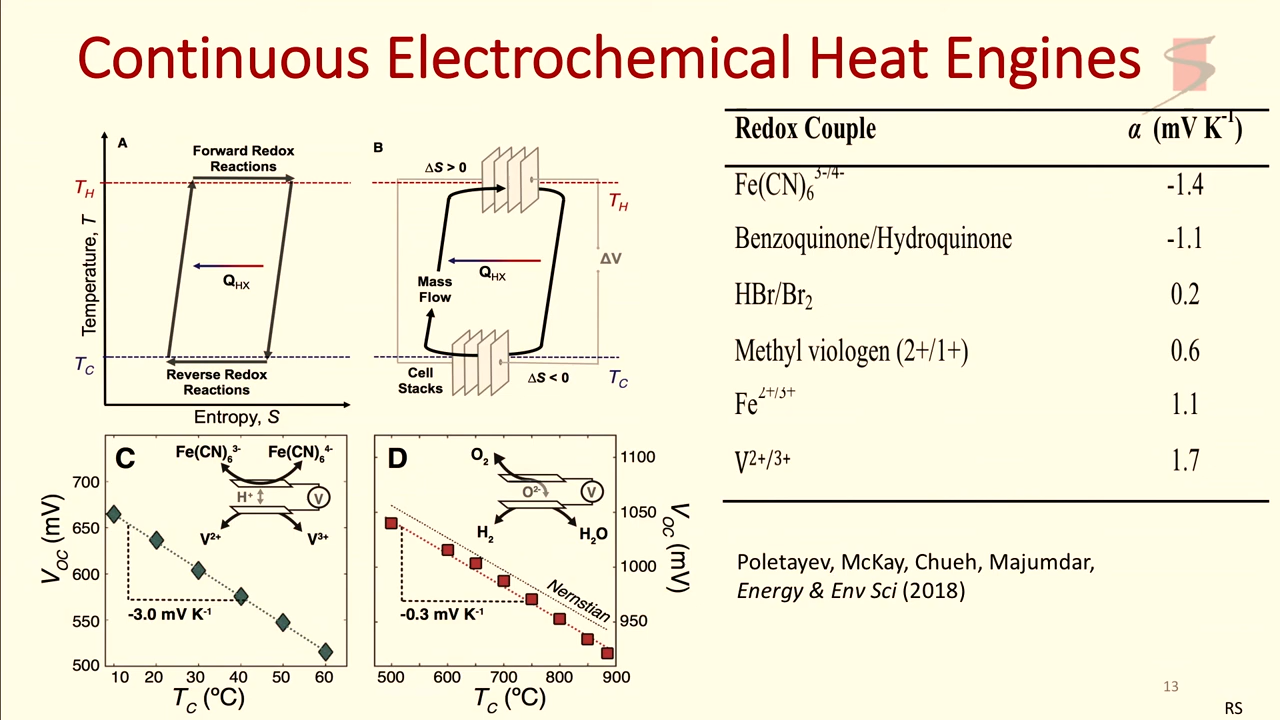 Continuous Electrochemical Heat Engines
A
Forward Redox
Reactions
T_H
Temperature, T
Q_HX
T_C
Reverse Redox
Reactions
Entropy, S
B
ΔS > 0
T_H
ΔV
Q_HX
Mass
Flow
Cell
Stacks
ΔS < 0
T_C
C
Fe(CN)₆³⁻ Fe(CN)₆⁴⁻
H⁺
V
V²⁺ V³⁺
-3.0 mV K⁻¹
V_OC (mV)
700
650
600
550
500
10 20 30 40 50 60
T_C (ºC)
D
O₂
O²⁻
V
H₂ H₂O
Nernstian
-0.3 mV K⁻¹
1100
1050
1000
950
V_OC (mV)
500 600 700 800 900
T_C (ºC)
Redox Couple α (mV K⁻¹)
Fe(CN)₆³⁻/⁴⁻ -1.4
Benzoquinone/Hydroquinone -1.1
HBr/Br₂ 0.2
Methyl viologen (2+/1+) 0.6
Fe²⁺/³⁺ 1.1
V²⁺/³⁺ 1.7
Poletayev, McKay, Chueh, Majumdar,
Energy & Env Sci (2018)
13
RS